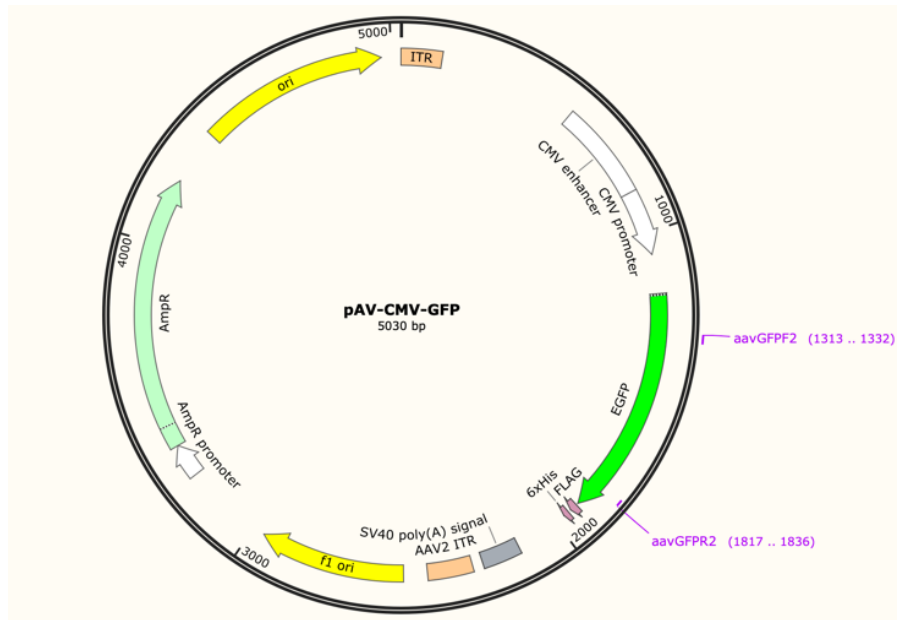 5000
ITR
ori
CMV enhancer
CMV promoter
1000
4000
AmpR
pAV-CMV-GFP
5030 bp
aavGFPF2 (1313 .. 1332)
EGFP
AmpR promoter
6xHis
FLAG
SV40 poly(A) signal
AAV2 ITR
2000
aavGFPR2 (1817 .. 1836)
3000
f1 ori